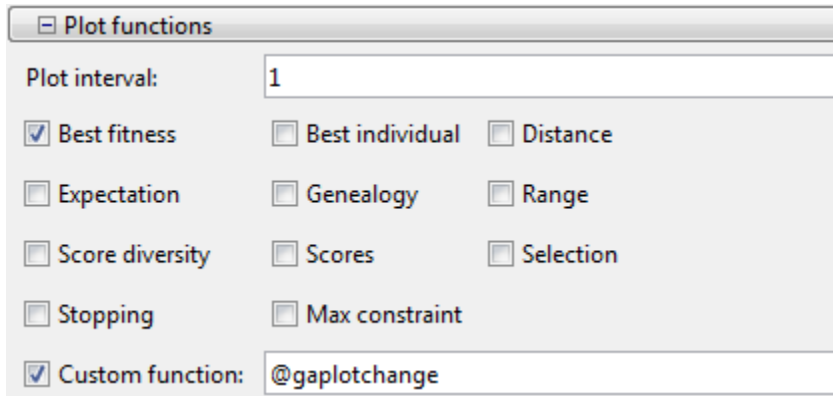 Plot functions
Plot interval: 1
Best fitness Best individual Distance
Expectation Genealogy Range
Score diversity Scores Selection
Stopping Max constraint
Custom function: @gaplotchange